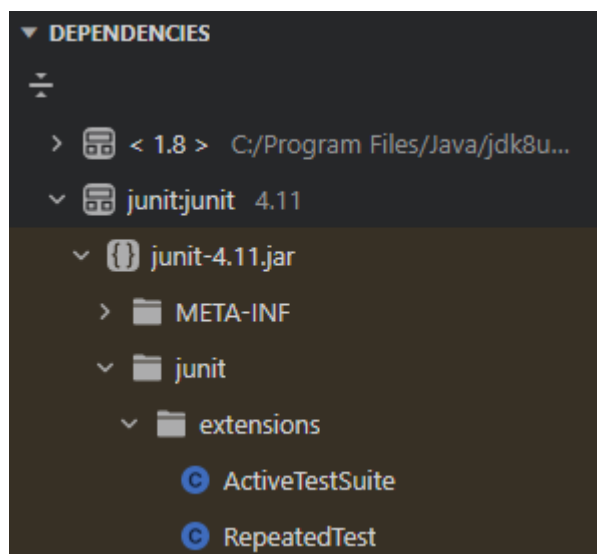 DEPENDENCIES
< 1.8 > C:/Program Files/Java/jdk8u...
junit:junit 4.11
{} junit-4.11.jar
META-INF
junit
extensions
C ActiveTestSuite
C RepeatedTest